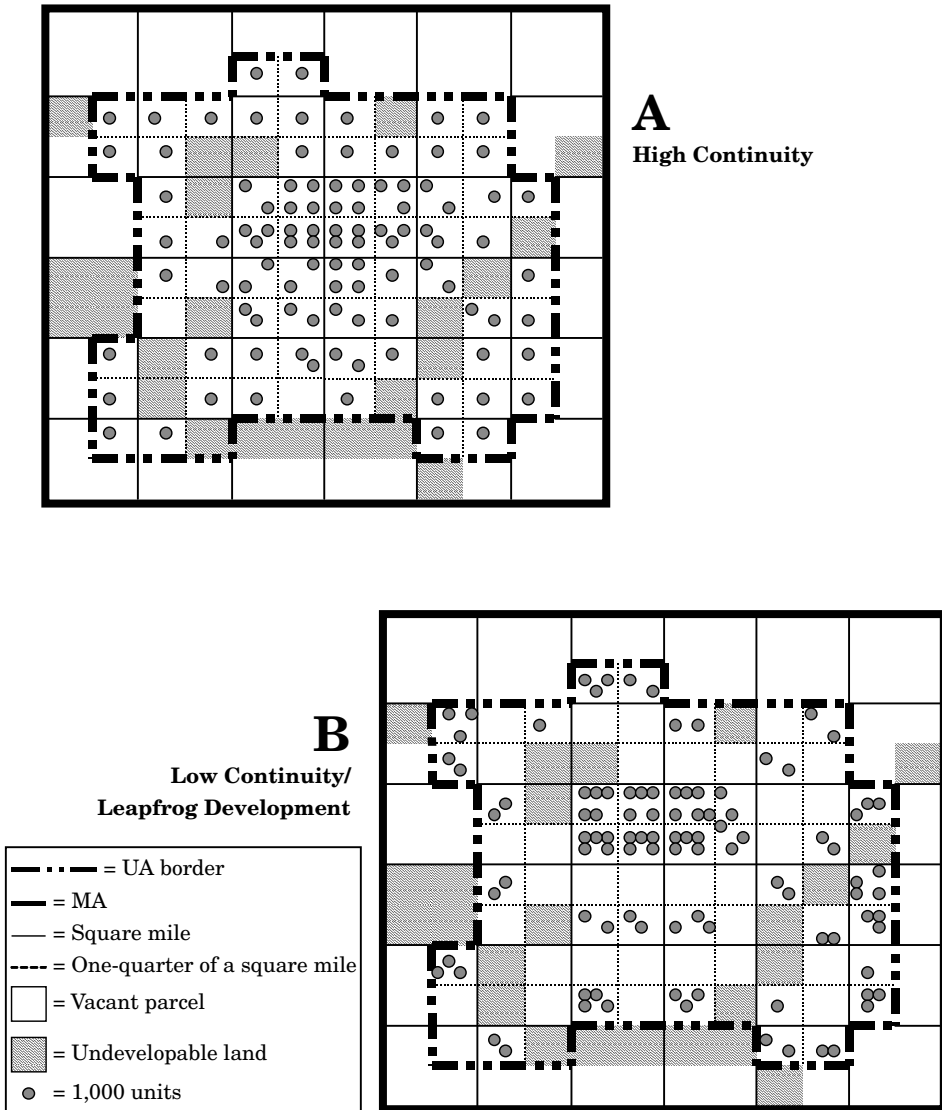 A
High Continuity
B
Low Continuity/
Leapfrog Development
= UA border
= MA
= Square mile
= One-quarter of a square mile
= Vacant parcel
= Undevelopable land
= 1,000 units